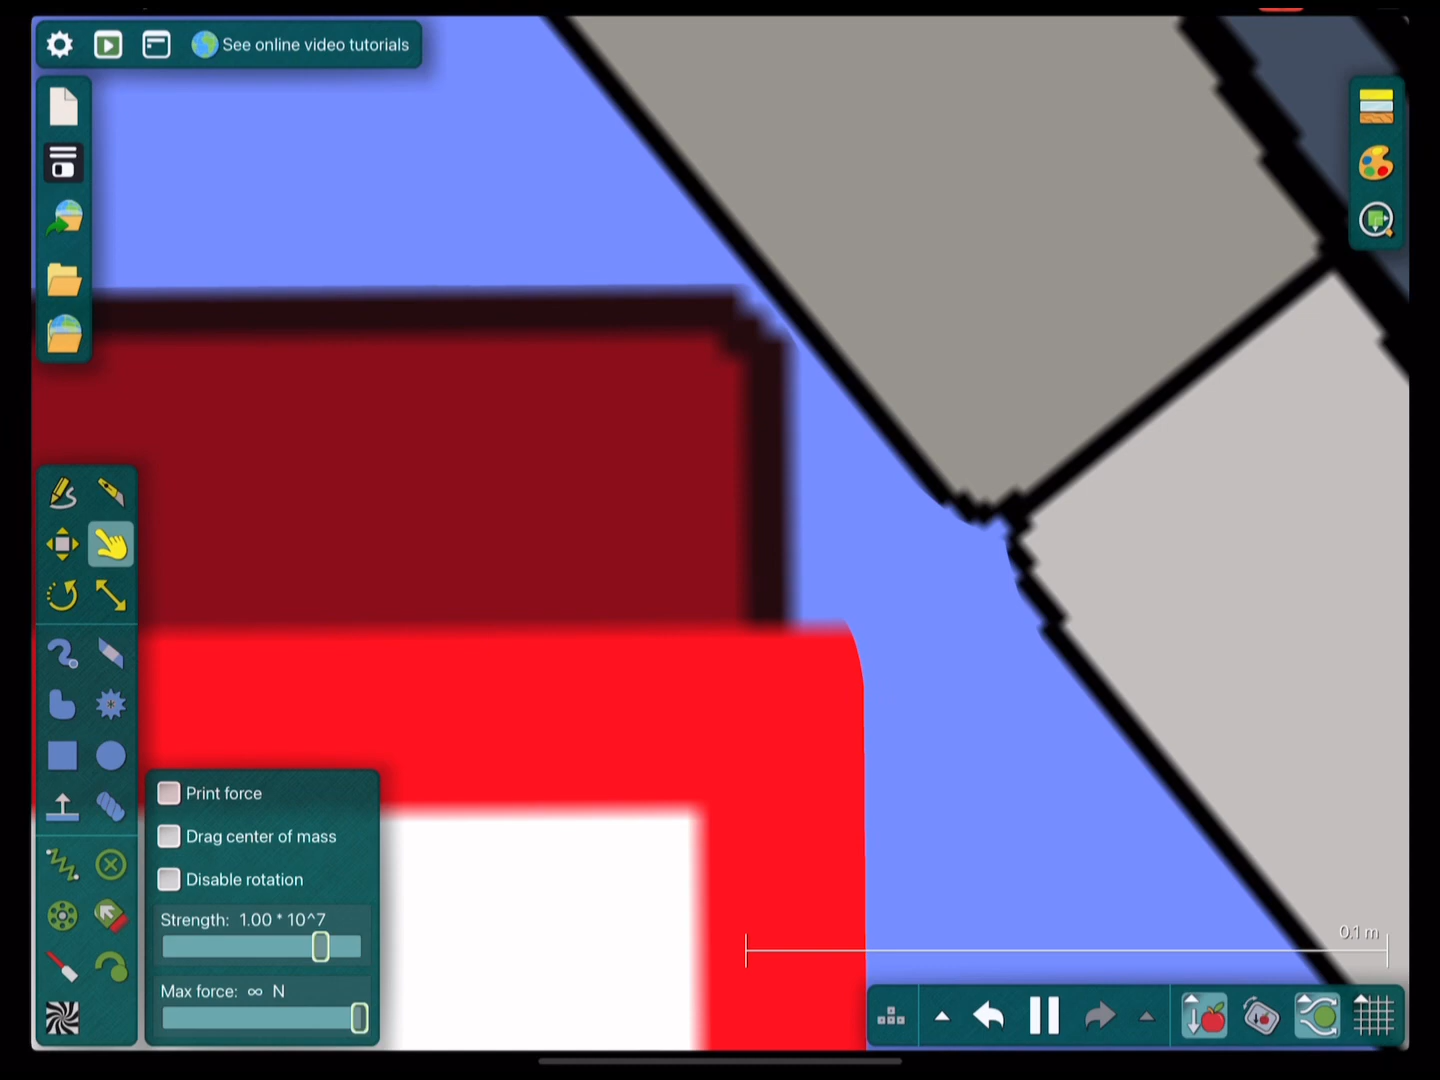 See online video tutorials
Print force
Drag center of mass
Disable rotation
Strength: 1.00 * 10^7
Max force: ∞ N
0.1 m